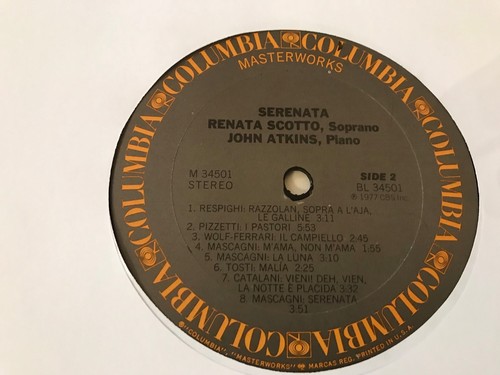 COLUMBIA COLUMBIA COLUMBIA COLUMBIA COLUMBIA COLUMBIA
MASTERWORKS
SERENATA
RENATA SCOTTO, Soprano
JOHN ATKINS, Piano
M 34501
STEREO
SIDE 2
BL 34501
℗ 1977 CBS Inc.
1. RESPIGHI: RAZZOLAN, SOPRA A L'AJA,
LE GALLINE 3:11
2. PIZZETTI: I PASTORI 5:53
3. WOLF-FERRARI: IL CAMPIELLO 2:45
4. MASCAGNI: M'AMA, NON M'AMA 1:55
5. MASCAGNI: LA LUNA 3:10
6. TOSTI: MALIA 2:25
7. CATALANI: VIENI! DEH, VIEN,
LA NOTTE È PLACIDA 3:32
8. MASCAGNI: SERENATA
3:51
® "COLUMBIA", "MASTERWORKS", MARCAS REG. PRINTED IN U.S.A.